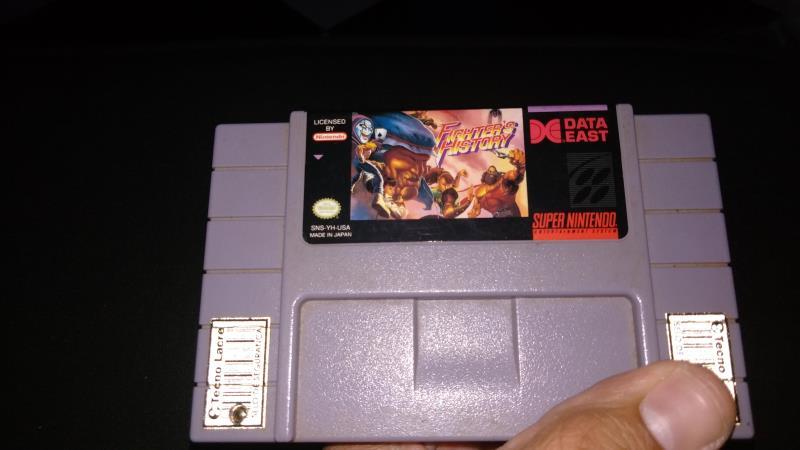 LICENSED
BY
Nintendo
FIGHTER'S
HISTORY
DATA
EAST
SNS-YH-USA
MADE IN JAPAN
SUPER NINTENDO
ENTERTAINMENT SYSTEM
Tecno Lacre
SEGURANÇA
Tecno